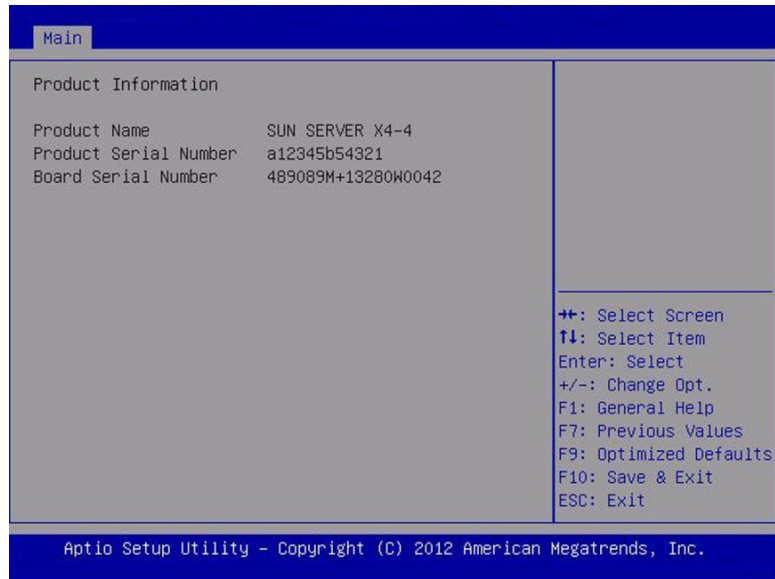 Main
Product Information
Product Name SUN SERVER X4-4
Product Serial Number a12345b54321
Board Serial Number 489089M+13280W0042
→←: Select Screen
↑↓: Select Item
Enter: Select
+/-: Change Opt.
F1: General Help
F7: Previous Values
F9: Optimized Defaults
F10: Save & Exit
ESC: Exit
Aptio Setup Utility - Copyright (C) 2012 American Megatrends, Inc.